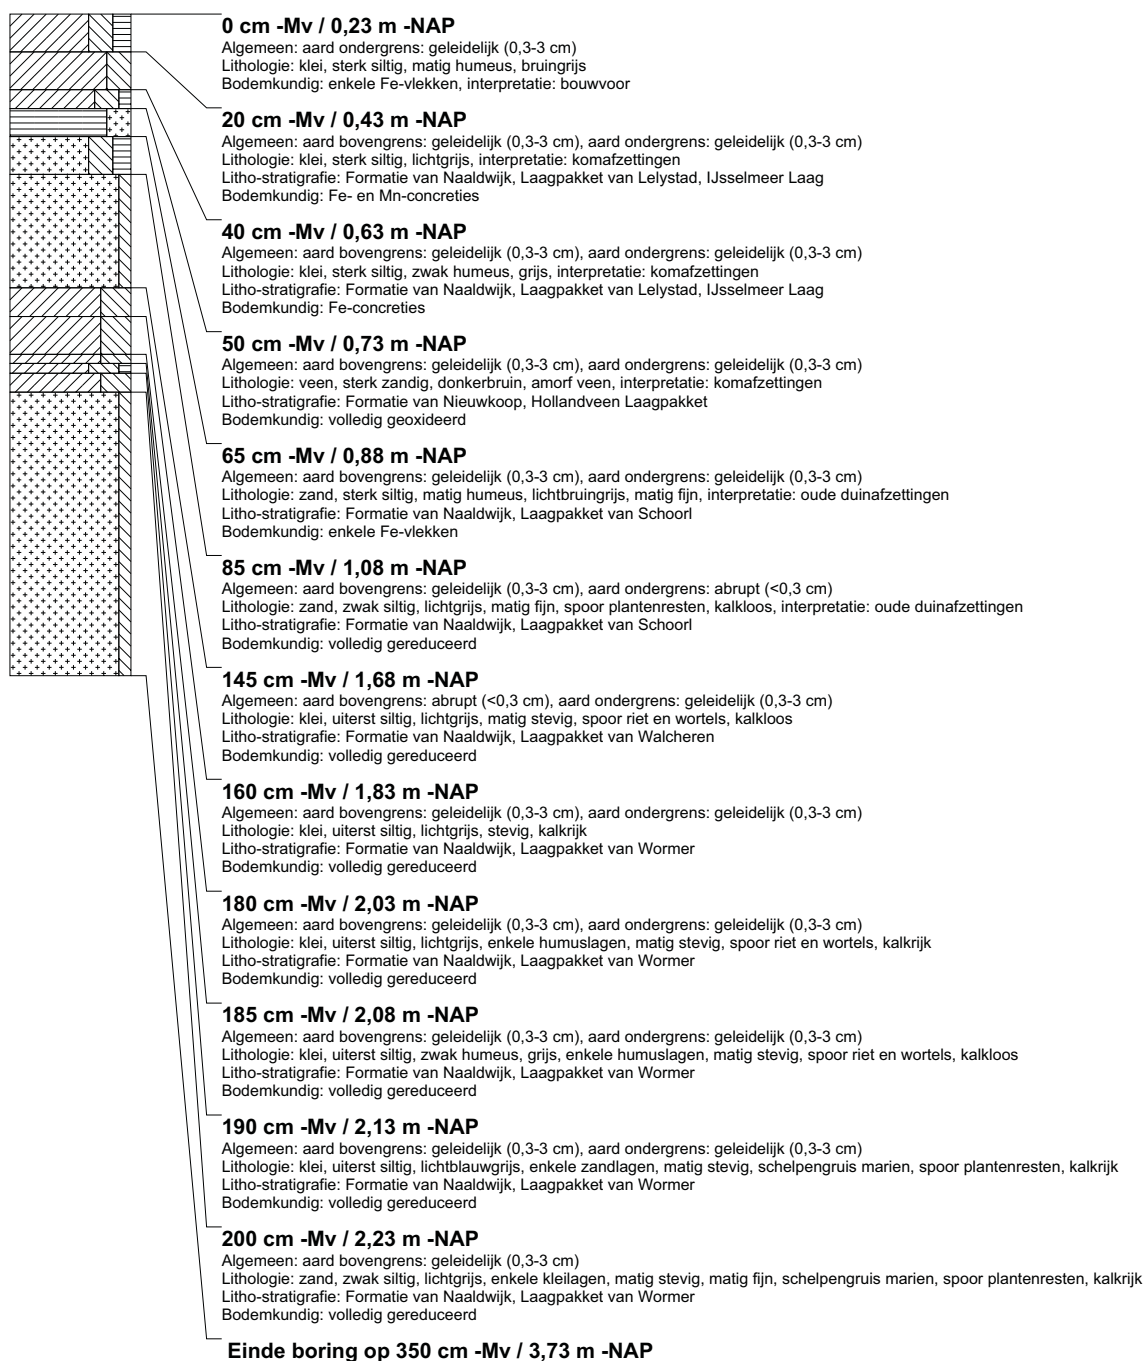 0 cm -Mv / 0,23 m -NAP
Algemeen: aard ondergrens: geleidelijk (0,3-3 cm)
Lithologie: klei, sterk siltig, matig humeus, bruingrijs
Bodemkundig: enkele Fe-vlekken, interpretatie: bouwvoor
20 cm -Mv / 0,43 m -NAP
Algemeen: aard bovengrens: geleidelijk (0,3-3 cm), aard ondergrens: geleidelijk (0,3-3 cm)
Lithologie: klei, sterk siltig, lichtgrijs, interpretatie: komafzettingen
Litho-stratigrafie: Formatie van Naaldwijk, Laagpakket van Lelystad, IJsselmeer Laag
Bodemkundig: Fe- en Mn-concreties
40 cm -Mv / 0,63 m -NAP
Algemeen: aard bovengrens: geleidelijk (0,3-3 cm), aard ondergrens: geleidelijk (0,3-3 cm)
Lithologie: klei, sterk siltig, zwak humeus, grijs, interpretatie: komafzettingen
Litho-stratigrafie: Formatie van Naaldwijk, Laagpakket van Lelystad, IJsselmeer Laag
Bodemkundig: Fe-concreties
50 cm -Mv / 0,73 m -NAP
Algemeen: aard bovengrens: geleidelijk (0,3-3 cm), aard ondergrens: geleidelijk (0,3-3 cm)
Lithologie: veen, sterk zandig, donkerbruin, amorf veen, interpretatie: komafzettingen
Litho-stratigrafie: Formatie van Nieuwkoop, Hollandveen Laagpakket
Bodemkundig: volledig geoxideerd
65 cm -Mv / 0,88 m -NAP
Algemeen: aard bovengrens: geleidelijk (0,3-3 cm), aard ondergrens: geleidelijk (0,3-3 cm)
Lithologie: zand, sterk siltig, matig humeus, lichtbruingrijs, matig fijn, interpretatie: oude duinafzettingen
Litho-stratigrafie: Formatie van Naaldwijk, Laagpakket van Schoorl
Bodemkundig: enkele Fe-vlekken
85 cm -Mv / 1,08 m -NAP
Algemeen: aard bovengrens: geleidelijk (0,3-3 cm), aard ondergrens: abrupt (<0,3 cm)
Lithologie: zand, zwak siltig, lichtgrijs, matig fijn, spoor plantenresten, kalkloos, interpretatie: oude duinafzettingen
Litho-stratigrafie: Formatie van Naaldwijk, Laagpakket van Schoorl
Bodemkundig: volledig gereduceerd
145 cm -Mv / 1,68 m -NAP
Algemeen: aard bovengrens: abrupt (<0,3 cm), aard ondergrens: geleidelijk (0,3-3 cm)
Lithologie: klei, uiterst siltig, lichtgrijs, matig stevig, spoor riet en wortels, kalkloos
Litho-stratigrafie: Formatie van Naaldwijk, Laagpakket van Walcheren
Bodemkundig: volledig gereduceerd
160 cm -Mv / 1,83 m -NAP
Algemeen: aard bovengrens: geleidelijk (0,3-3 cm), aard ondergrens: geleidelijk (0,3-3 cm)
Lithologie: klei, uiterst siltig, lichtgrijs, stevig, kalkrijk
Litho-stratigrafie: Formatie van Naaldwijk, Laagpakket van Wormer
Bodemkundig: volledig gereduceerd
180 cm -Mv / 2,03 m -NAP
Algemeen: aard bovengrens: geleidelijk (0,3-3 cm), aard ondergrens: geleidelijk (0,3-3 cm)
Lithologie: klei, uiterst siltig, lichtgrijs, enkele humuslagen, matig stevig, spoor riet en wortels, kalkrijk
Litho-stratigrafie: Formatie van Naaldwijk, Laagpakket van Wormer
Bodemkundig: volledig gereduceerd
185 cm -Mv / 2,08 m -NAP
Algemeen: aard bovengrens: geleidelijk (0,3-3 cm), aard ondergrens: geleidelijk (0,3-3 cm)
Lithologie: klei, uiterst siltig, zwak humeus, grijs, enkele humuslagen, matig stevig, spoor riet en wortels, kalkloos
Litho-stratigrafie: Formatie van Naaldwijk, Laagpakket van Wormer
Bodemkundig: volledig gereduceerd
190 cm -Mv / 2,13 m -NAP
Algemeen: aard bovengrens: geleidelijk (0,3-3 cm), aard ondergrens: geleidelijk (0,3-3 cm)
Lithologie: klei, uiterst siltig, lichtblauwgrijs, enkele zandlagen, matig stevig, schelpengruis marien, spoor plantenresten, kalkrijk
Litho-stratigrafie: Formatie van Naaldwijk, Laagpakket van Wormer
Bodemkundig: volledig gereduceerd
200 cm -Mv / 2,23 m -NAP
Algemeen: aard bovengrens: geleidelijk (0,3-3 cm)
Lithologie: zand, zwak siltig, lichtgrijs, enkele kleilagen, matig stevig, matig fijn, schelpengruis marien, spoor plantenresten, kalkrijk
Litho-stratigrafie: Formatie van Naaldwijk, Laagpakket van Wormer
Bodemkundig: volledig gereduceerd
Einde boring op 350 cm -Mv / 3,73 m -NAP